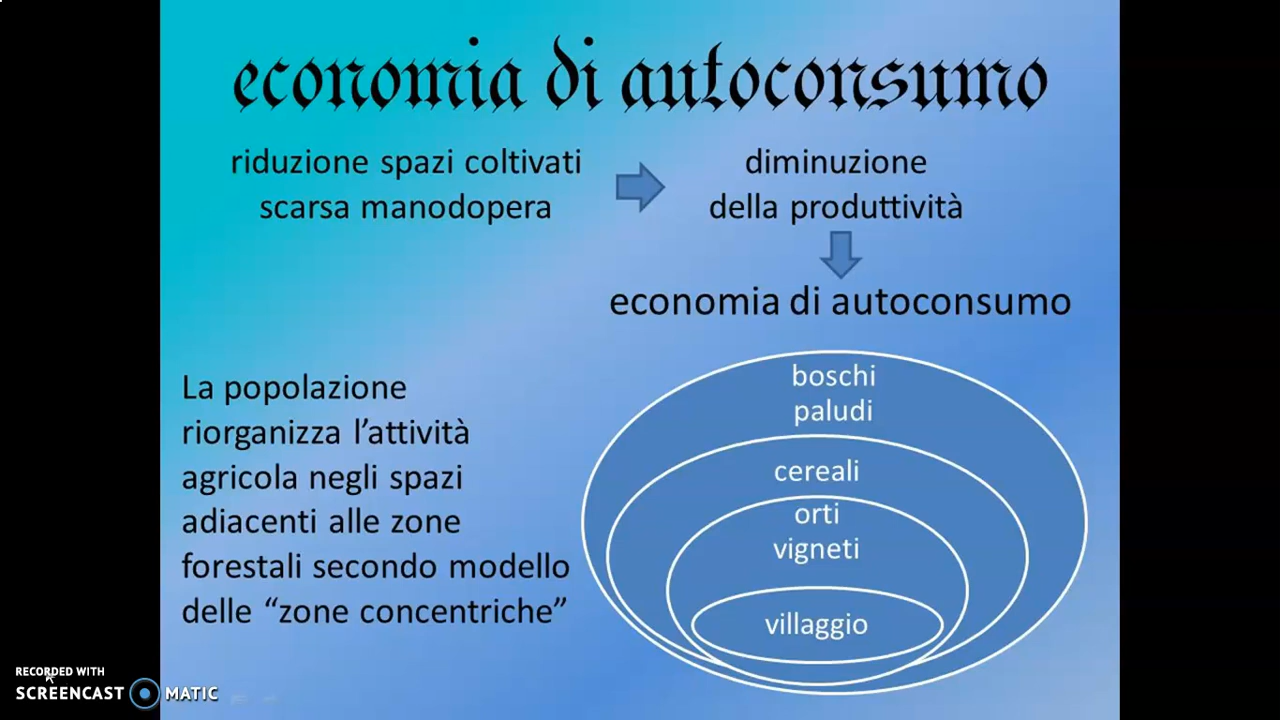 economia di autoconsumo
riduzione spazi coltivati
scarsa manodopera
diminuzione
della produttività
economia di autoconsumo
La popolazione
riorganizza l’attività
agricola negli spazi
adiacenti alle zone
forestali secondo modello
delle “zone concentriche”
boschi
paludi
cereali
orti
vigneti
villaggio
RECORDED WITH
SCREENCAST MATIC